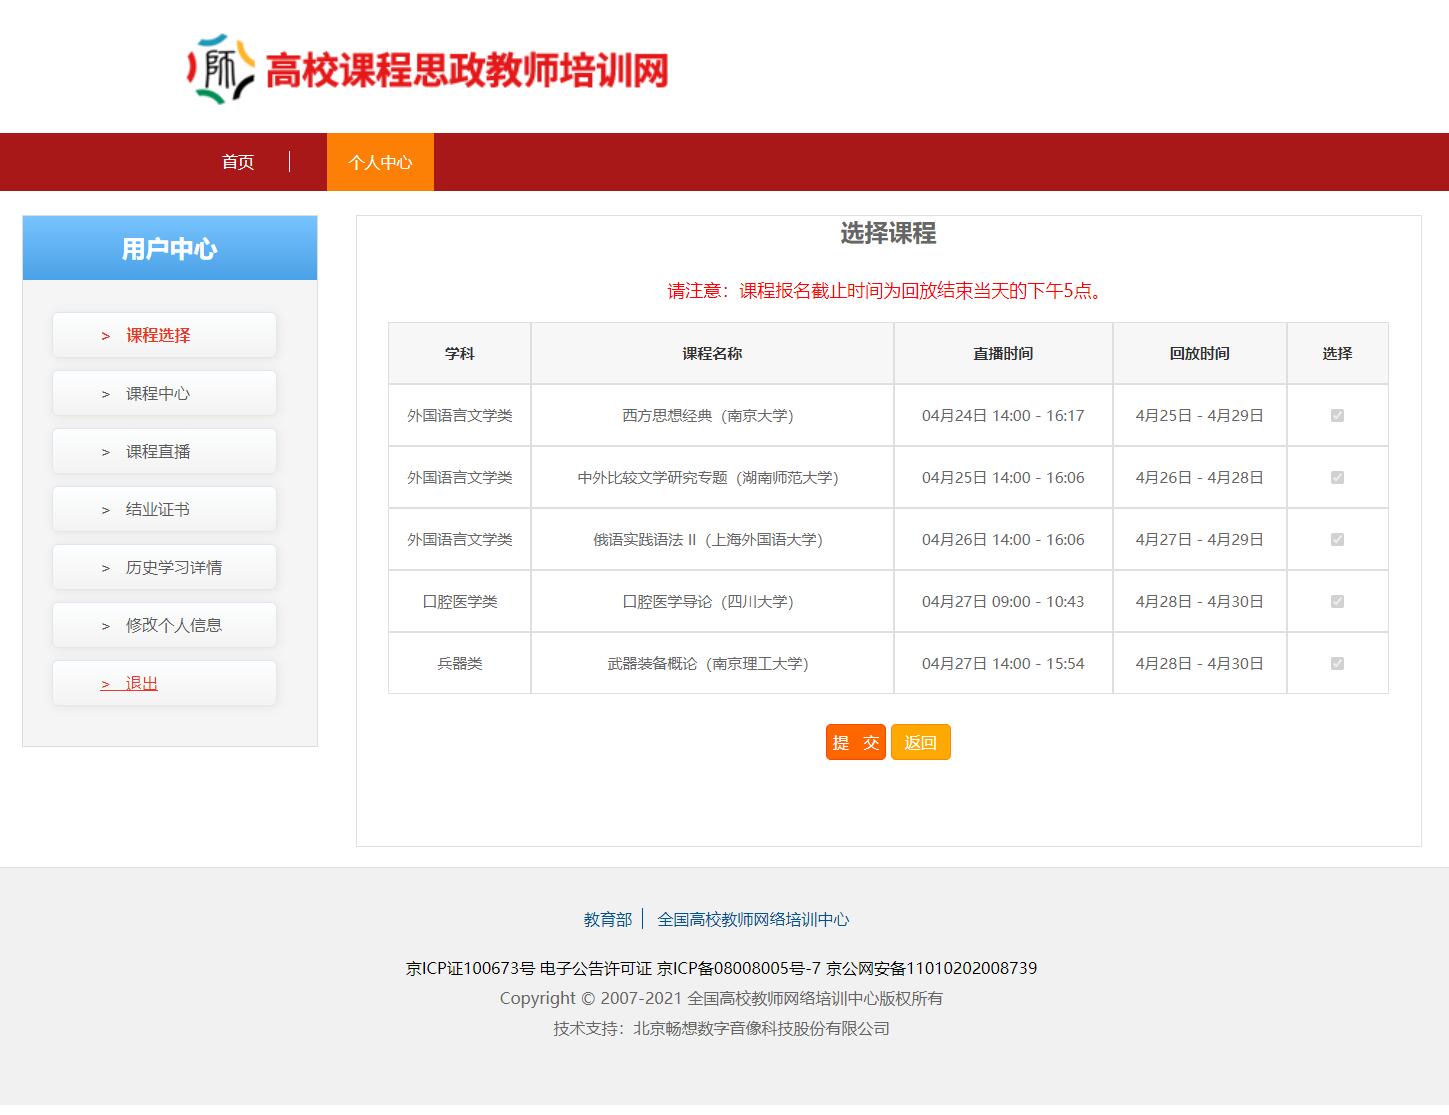 師 高校课程思政教师培训网
首页 个人中心
用户中心
> 课程选择
> 课程中心
> 课程直播
> 结业证书
> 历史学习详情
> 修改个人信息
> 退出
选择课程
请注意：课程报名截止时间为回放结束当天的下午5点。
学科 课程名称 直播时间 回放时间 选择
外国语言文学类 西方思想经典（南京大学） 04月24日 14:00 - 16:17 4月25日 - 4月29日
外国语言文学类 中外比较文学研究专题（湖南师范大学） 04月25日 14:00 - 16:06 4月26日 - 4月28日
外国语言文学类 俄语实践语法 II（上海外国语大学） 04月26日 14:00 - 16:06 4月27日 - 4月29日
口腔医学类 口腔医学导论（四川大学） 04月27日 09:00 - 10:43 4月28日 - 4月30日
兵器类 武器装备概论（南京理工大学） 04月27日 14:00 - 15:54 4月28日 - 4月30日
提 交 返回
教育部 | 全国高校教师网络培训中心
京ICP证100673号 电子公告许可证 京ICP备08008005号-7 京公网安备11010202008739
Copyright © 2007-2021 全国高校教师网络培训中心版权所有
技术支持：北京畅想数字音像科技股份有限公司